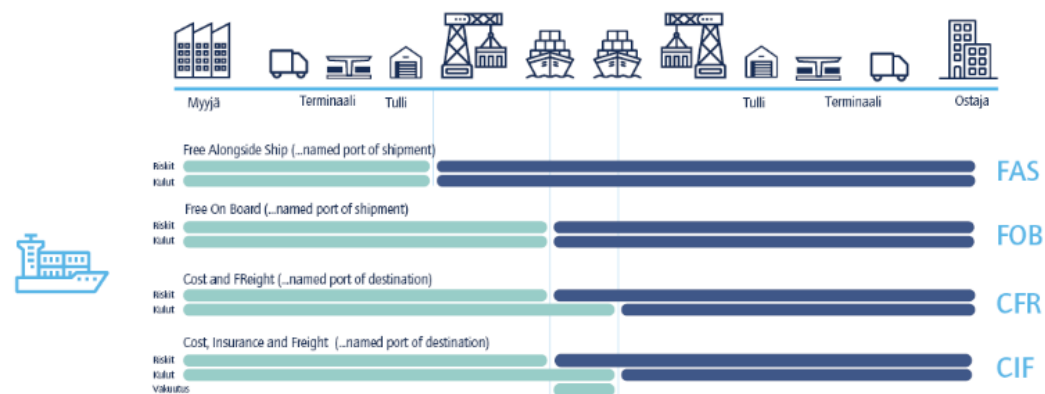 Myyjä Terminaali Tulli Tulli Terminaali Ostaja
Free Alongside Ship (...named port of shipment)
Riskit
Kulut
FAS
Free On Board (...named port of shipment)
Riskit
Kulut
FOB
Cost and FReight (...named port of destination)
Riskit
Kulut
CFR
Cost, Insurance and Freight (...named port of destination)
Riskit
Kulut
Vakuutus
CIF